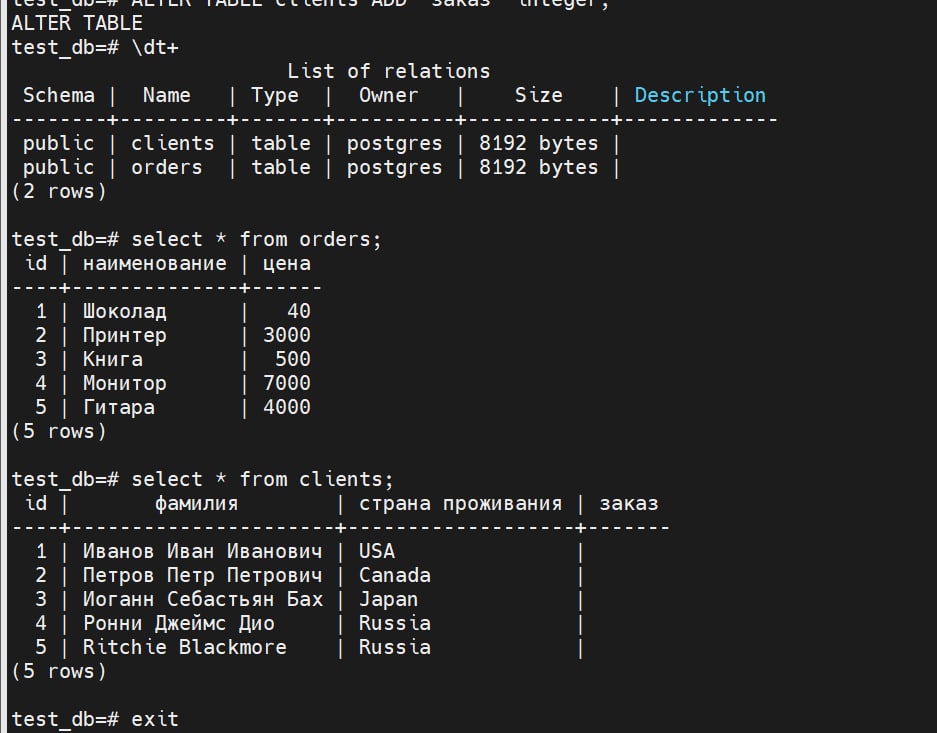 ALTER TABLE clients ADD "заказ" integer;
ALTER TABLE
test_db=# \dt+
List of relations
Schema | Name | Type | Owner | Size | Description
--------+---------+-------+----------+------------+-------------
public | clients | table | postgres | 8192 bytes |
public | orders | table | postgres | 8192 bytes |
(2 rows)
test_db=# select * from orders;
id | наименование | цена
----+--------------+------
1 | Шоколад | 40
2 | Принтер | 3000
3 | Книга | 500
4 | Монитор | 7000
5 | Гитара | 4000
(5 rows)
test_db=# select * from clients;
id | фамилия | страна проживания | заказ
----+----------------------+-------------------+-------
1 | Иванов Иван Иванович | USA |
2 | Петров Петр Петрович | Canada |
3 | Иоганн Себастьян Бах | Japan |
4 | Ронни Джеймс Дио | Russia |
5 | Ritchie Blackmore | Russia |
(5 rows)
test_db=# exit